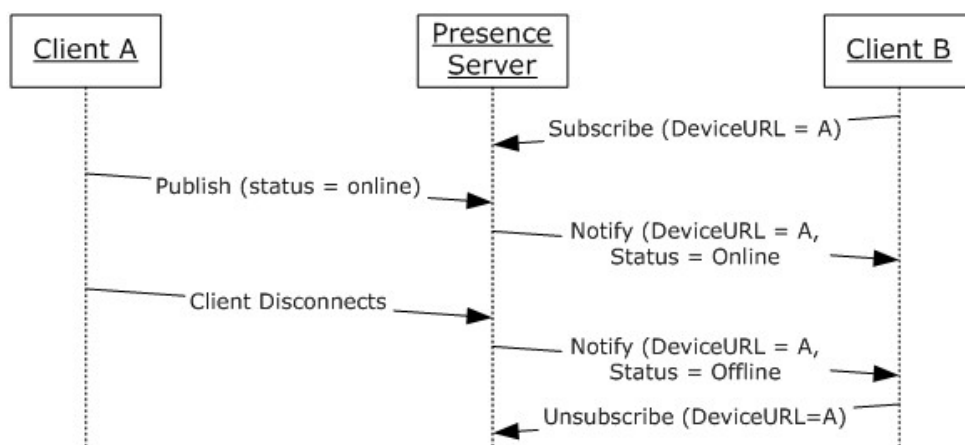 Client A
Presence
Server
Client B
Subscribe (DeviceURL = A)
Publish (status = online)
Notify (DeviceURL = A,
Status = Online
Client Disconnects
Notify (DeviceURL = A,
Status = Offline
Unsubscribe (DeviceURL=A)